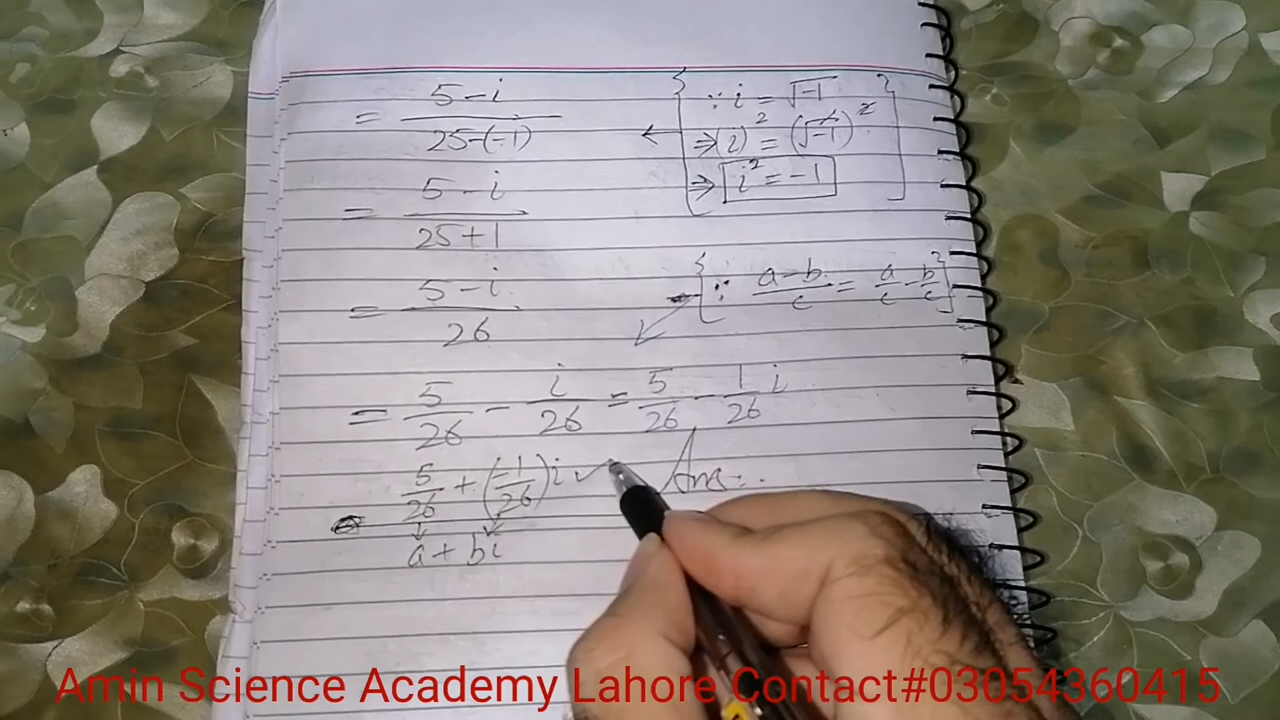 = (5 - i)/(25-(-1))
= (5 - i)/(25+1)
= (5 - i)/26
= 5/26 - i/26 = 5/26 - 1/26 i
5/26 + (-1/26)i ✓ Ans.
a + bi
∵ i = √-1
⇒ (i)² = (√-1)²
⇒ i² = -1
∵ (a-b)/c = a/c - b/c
Amin Science Academy Lahore Contact#03054360415